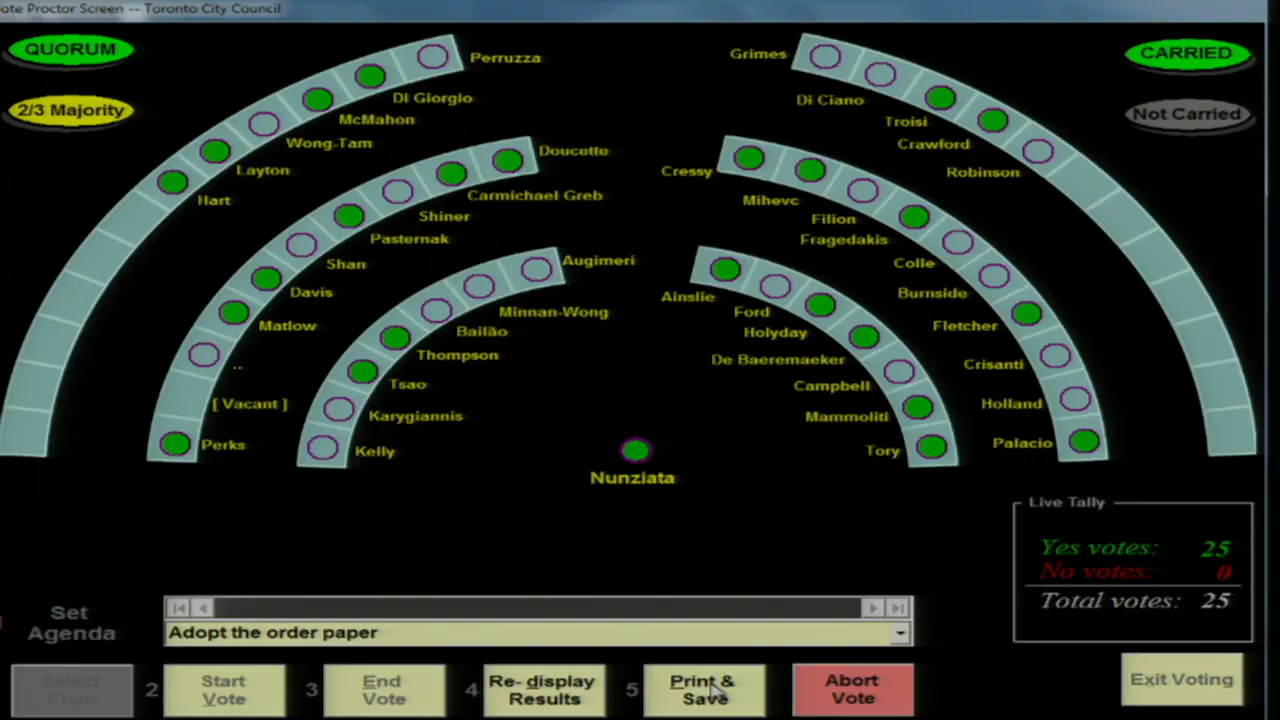 ote Proctor Screen -- Toronto City Council
QUORUM
CARRIED
2/3 Majority
Not Carried
Perruzza
Di Giorgio
McMahon
Wong-Tam
Layton
Hart
Doucette
Carmichael Greb
Shiner
Pasternak
Shan
Davis
Matlow
..
[ Vacant ]
Perks
Augimeri
Minnan-Wong
Bailão
Thompson
Tsao
Karygiannis
Kelly
Grimes
Di Ciano
Troisi
Crawford
Robinson
Cressy
Mihevc
Filion
Fragedakis
Colle
Burnside
Fletcher
Crisanti
Holland
Palacio
Ainslie
Ford
Holyday
De Baeremaeker
Campbell
Mammoliti
Tory
Nunziata
Live Tally
Yes votes: 25
No votes: 0
Total votes: 25
Set
Agenda
Adopt the order paper
Select
Chair
2
Start
Vote
3
End
Vote
4
Re- display
Results
5
Print &
Save
Abort
Vote
Exit Voting